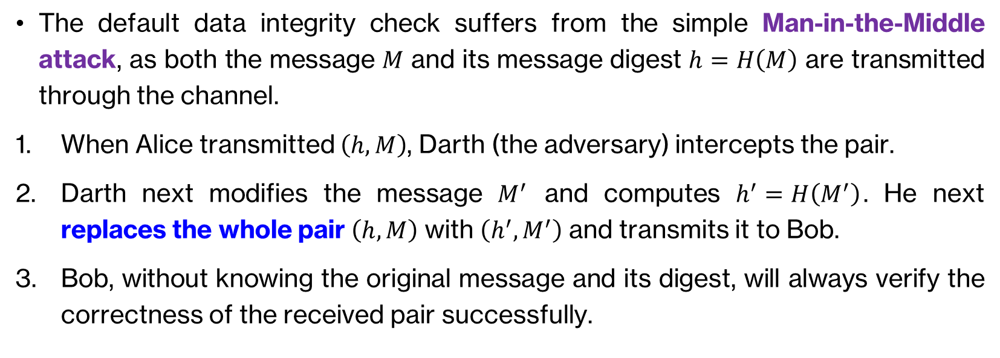 • The default data integrity check suffers from the simple Man-in-the-Middle
attack, as both the message M and its message digest h = H(M) are transmitted
through the channel.
1. When Alice transmitted (h, M), Darth (the adversary) intercepts the pair.
2. Darth next modifies the message M′ and computes h′ = H(M′). He next
replaces the whole pair (h, M) with (h′, M′) and transmits it to Bob.
3. Bob, without knowing the original message and its digest, will always verify the
correctness of the received pair successfully.